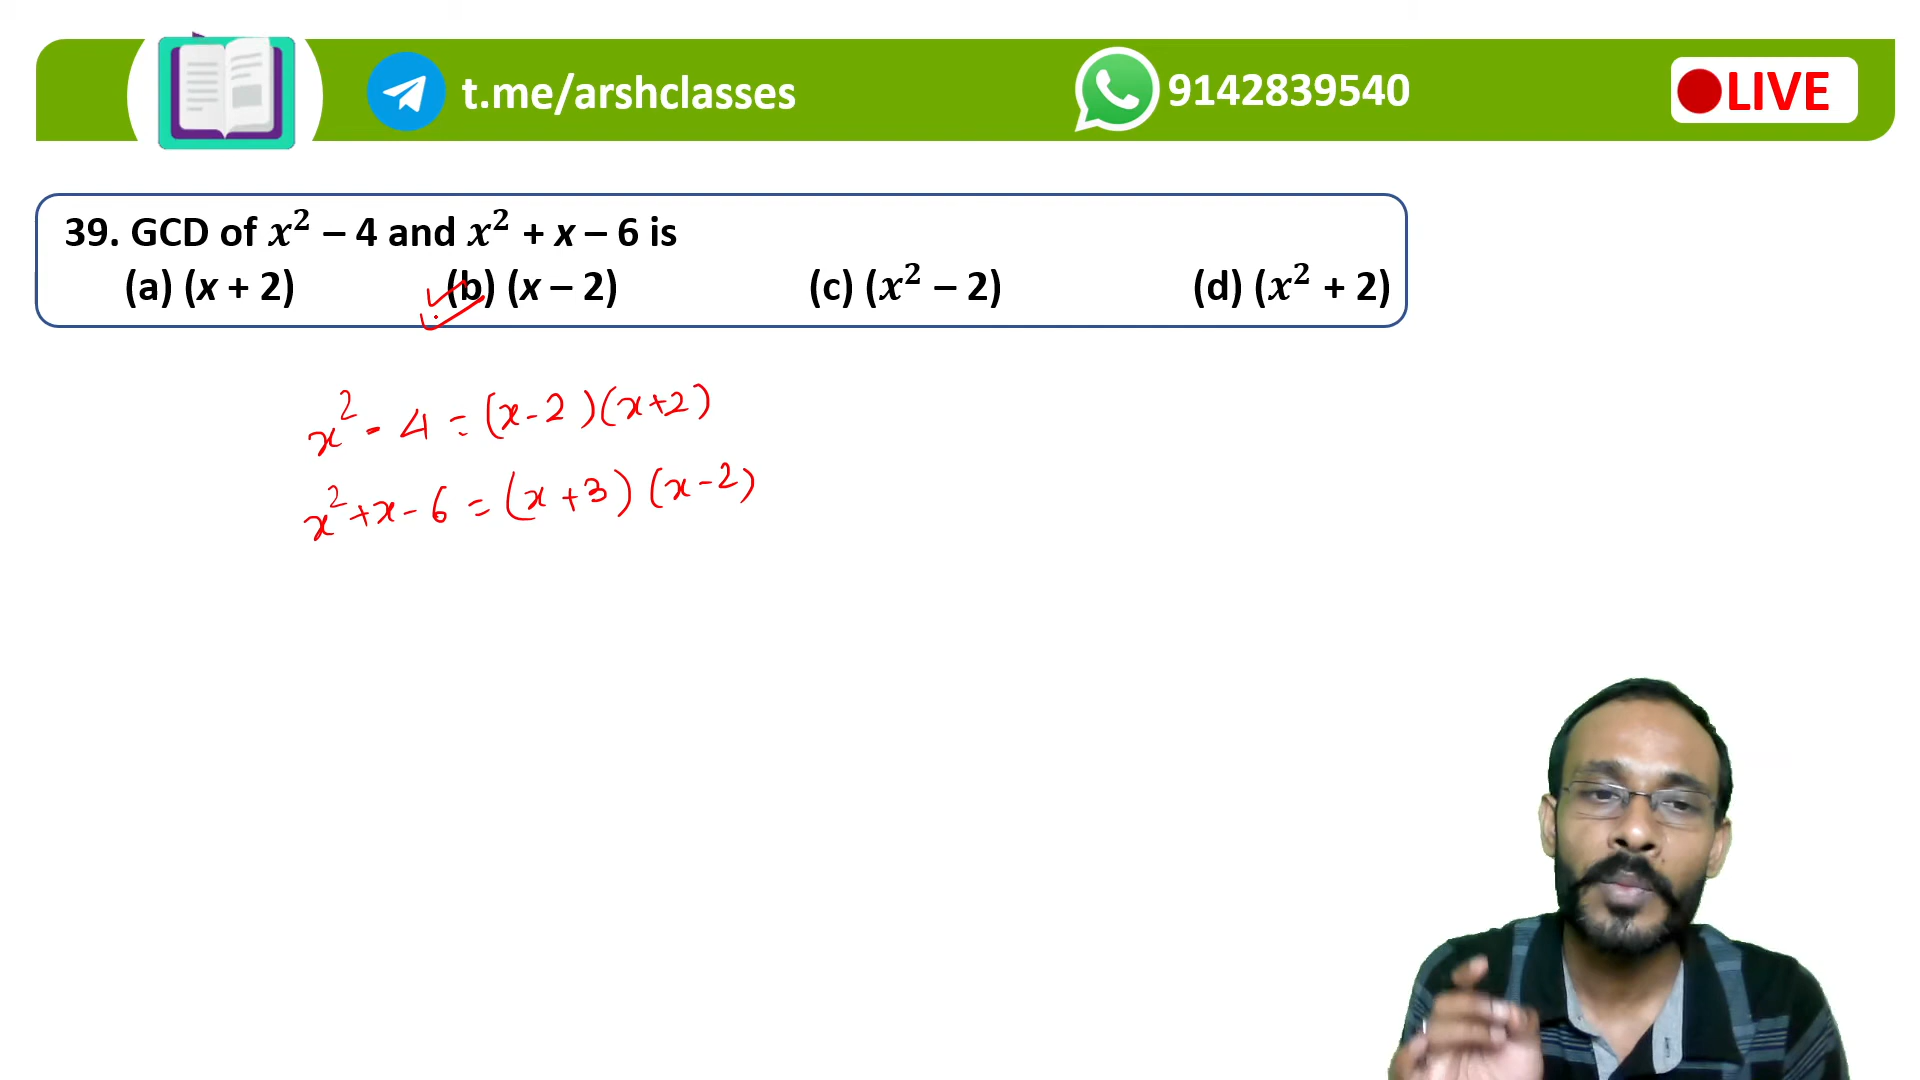 t.me/arshclasses 9142839540 LIVE
39. GCD of x² – 4 and x² + x – 6 is
(a) (x + 2) (b) (x – 2) (c) (x² – 2) (d) (x² + 2)
x² - 4 = (x-2)(x+2)
x²+x-6 = (x+3)(x-2)